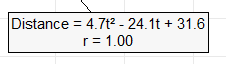 Distance = 4.7t² - 24.1t + 31.6
r = 1.00